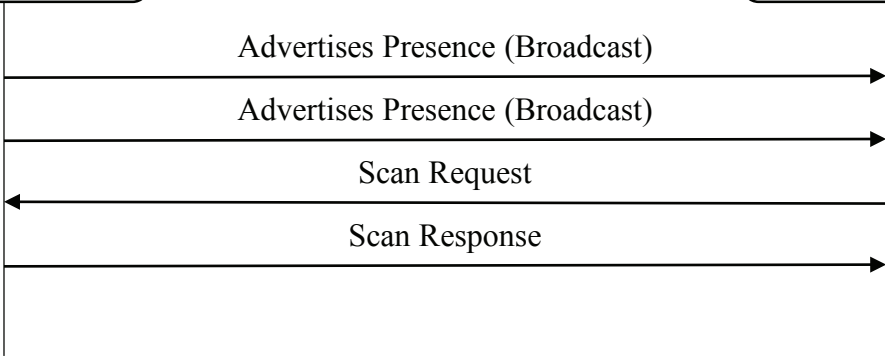 Advertises Presence (Broadcast)
Advertises Presence (Broadcast)
Scan Request
Scan Response